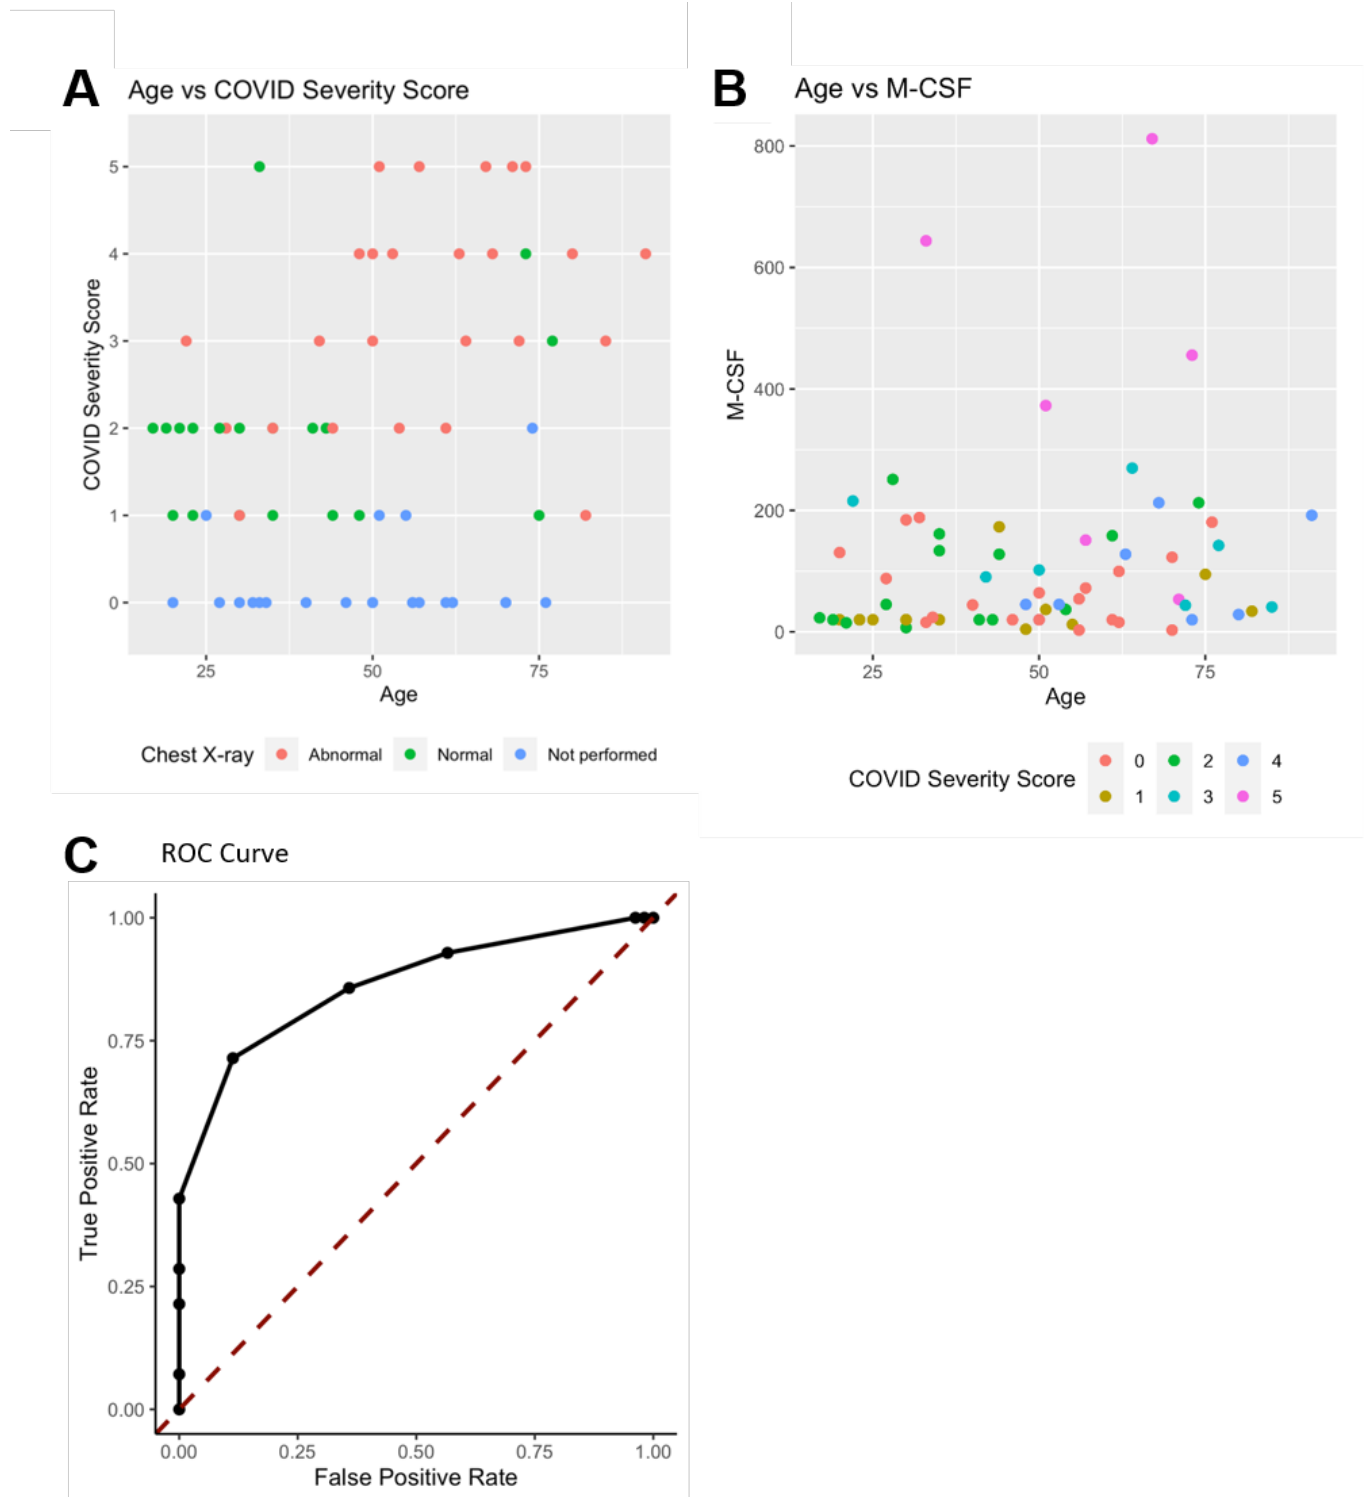 A
Age vs COVID Severity Score
COVID Severity Score
5
4
3
2
1
0
25 50 75
Age
Chest X-ray Abnormal Normal Not performed
B
Age vs M-CSF
M-CSF
800
600
400
200
0
25 50 75
Age
COVID Severity Score
0 2 4
1 3 5
C
ROC Curve
True Positive Rate
1.00
0.75
0.50
0.25
0.00
0.00 0.25 0.50 0.75 1.00
False Positive Rate